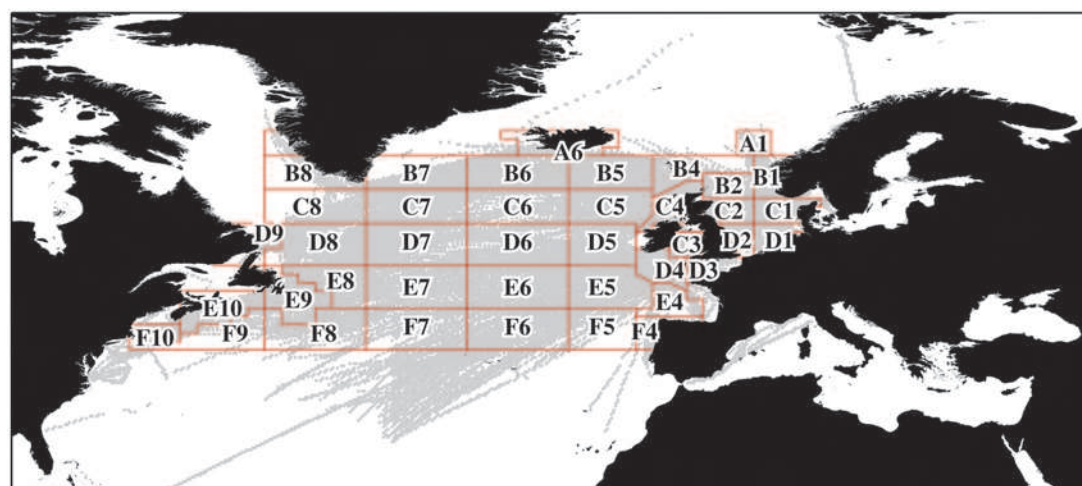 A1
A6
B8 B7 B6 B5 B4 B2 B1
C8 C7 C6 C5 C4 C2 C1
D9 D8 D7 D6 D5 C3 D2 D1
D4 D3
E10 E9 E8 E7 E6 E5 E4
F10 F9 F8 F7 F6 F5 F4